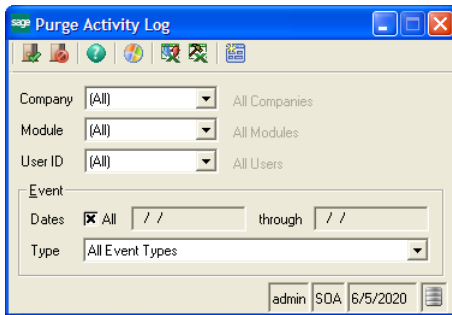 sage Purge Activity Log
Company (All) All Companies
Module (All) All Modules
User ID (All) All Users
Event
Dates All / / through / /
Type All Event Types
admin SOA 6/5/2020